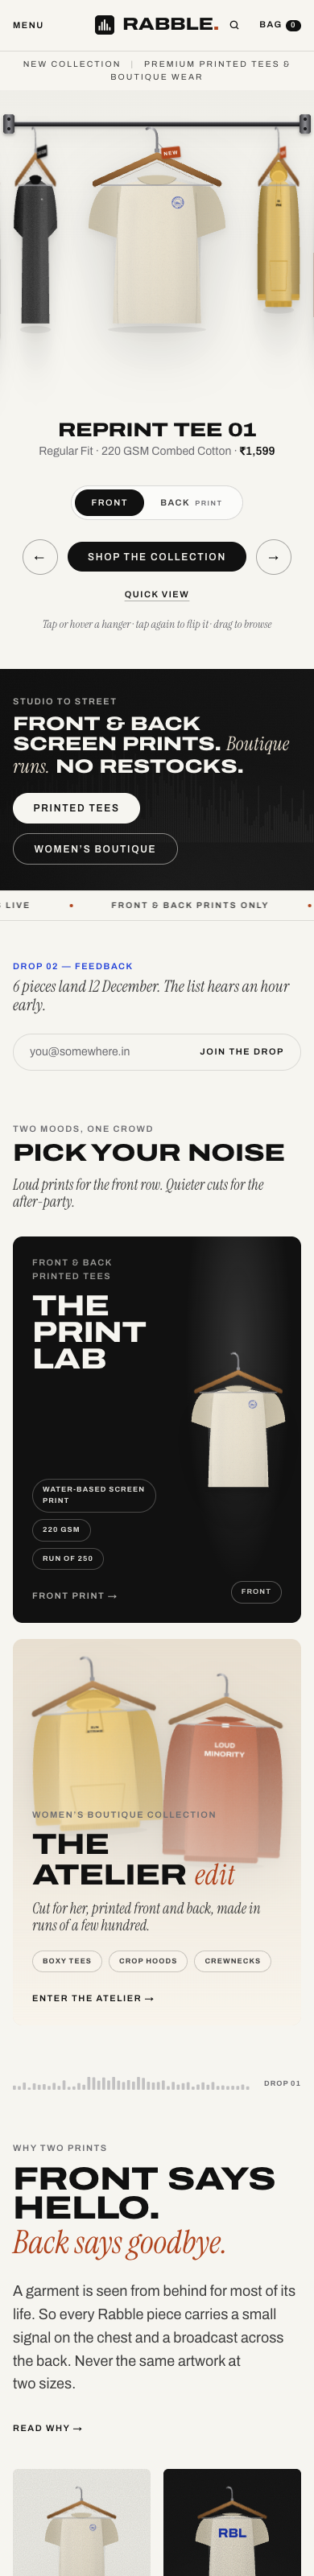 MENU
RABBLE.
BAG 0
NEW COLLECTION | PREMIUM PRINTED TEES &
BOUTIQUE WEAR
NEW
REPRINT TEE 01
Regular Fit · 220 GSM Combed Cotton · ₹1,599
FRONT
BACK PRINT
←
SHOP THE COLLECTION
→
QUICK VIEW
Tap or hover a hanger · tap again to flip it · drag to browse
STUDIO TO STREET
FRONT & BACK
SCREEN PRINTS. Boutique
runs. NO RESTOCKS.
PRINTED TEES
WOMEN'S BOUTIQUE
LIVE • FRONT & BACK PRINTS ONLY •
DROP 02 — FEEDBACK
6 pieces land 12 December. The list hears an hour
early.
you@somewhere.in
JOIN THE DROP
TWO MOODS, ONE CROWD
PICK YOUR NOISE
Loud prints for the front row. Quieter cuts for the
after-party.
FRONT & BACK
PRINTED TEES
THE
PRINT
LAB
WATER-BASED SCREEN
PRINT
220 GSM
RUN OF 250
FRONT PRINT →
FRONT
LOUD
MINORITY
WOMEN'S BOUTIQUE COLLECTION
THE
ATELIER edit
Cut for her, printed front and back, made in
runs of a few hundred.
BOXY TEES
CROP HOODS
CREWNECKS
ENTER THE ATELIER →
DROP 01
WHY TWO PRINTS
FRONT SAYS
HELLO.
Back says goodbye.
A garment is seen from behind for most of its
life. So every Rabble piece carries a small
signal on the chest and a broadcast across
the back. Never the same artwork at
two sizes.
READ WHY →
RBL